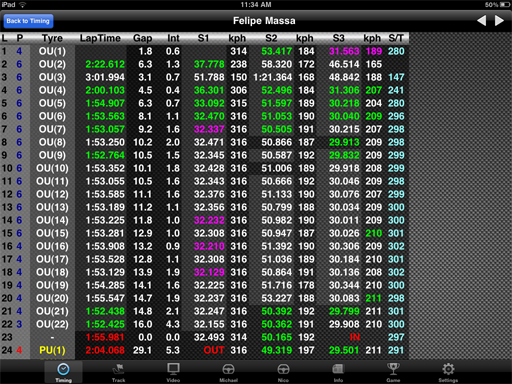 iPad 11:34 AM 50%
Back to Timing Felipe Massa
L P Tyre LapTime Gap Int S1 kph S2 kph S3 kph S/T
1 4 OU(1) 1.8 0.6 314 53.417 184 31.563 189 280
2 6 OU(2) 2:22.612 6.3 1.3 37.778 238 58.320 172 46.514 165
3 6 OU(3) 3:01.994 3.1 0.7 51.788 150 1:21.364 168 48.842 188 147
4 4 OU(4) 2:00.103 4.5 0.4 36.301 306 52.496 184 31.306 207 241
5 6 OU(5) 1:54.907 6.3 0.7 33.092 315 51.597 189 30.218 204 280
6 6 OU(6) 1:53.563 8.1 1.1 32.470 316 51.053 190 30.040 209 296
7 6 OU(7) 1:53.057 9.2 1.6 32.337 316 50.505 191 30.215 207 298
8 6 OU(8) 1:53.250 10.2 2.0 32.471 316 50.866 187 29.913 208 299
9 6 OU(9) 1:52.764 10.5 1.5 32.345 316 50.587 192 29.832 209 299
10 6 OU(10) 1:53.352 10.1 1.8 32.428 316 51.006 189 29.918 208 299
11 6 OU(11) 1:53.055 10.5 1.6 32.343 316 50.666 192 30.046 209 298
12 6 OU(12) 1:53.585 11.1 1.6 32.376 316 51.133 190 30.076 207 299
13 6 OU(13) 1:53.189 11.2 1.1 32.356 316 50.799 188 30.034 209 300
14 6 OU(14) 1:53.225 11.8 1.0 32.232 316 50.982 190 30.011 209 300
15 6 OU(15) 1:53.281 12.9 1.0 32.308 316 50.947 187 30.026 210 301
16 4 OU(16) 1:53.908 13.2 0.9 32.210 316 51.392 190 30.306 209 302
17 4 OU(17) 1:53.528 12.8 1.1 32.308 316 51.036 189 30.184 210 301
18 4 OU(18) 1:53.129 13.9 1.9 32.129 316 50.864 191 30.136 208 302
19 4 OU(19) 1:54.285 14.1 1.6 32.225 316 51.716 178 30.344 210 300
20 4 OU(20) 1:55.547 14.7 1.9 32.237 316 53.227 188 30.083 211 298
21 4 OU(21) 1:52.438 12.8 2.1 32.247 316 50.392 192 29.799 211 301
22 3 OU(22) 1:52.425 16.0 4.3 32.155 316 50.362 191 29.908 210 300
23 - 1:55.981 0.0 0.0 32.493 314 50.165 192 IN 297
24 4 PU(1) 2:04.068 29.1 5.3 OUT 316 49.319 197 29.501 211 291
Timing Track Video Michael Nico Info Game Settings